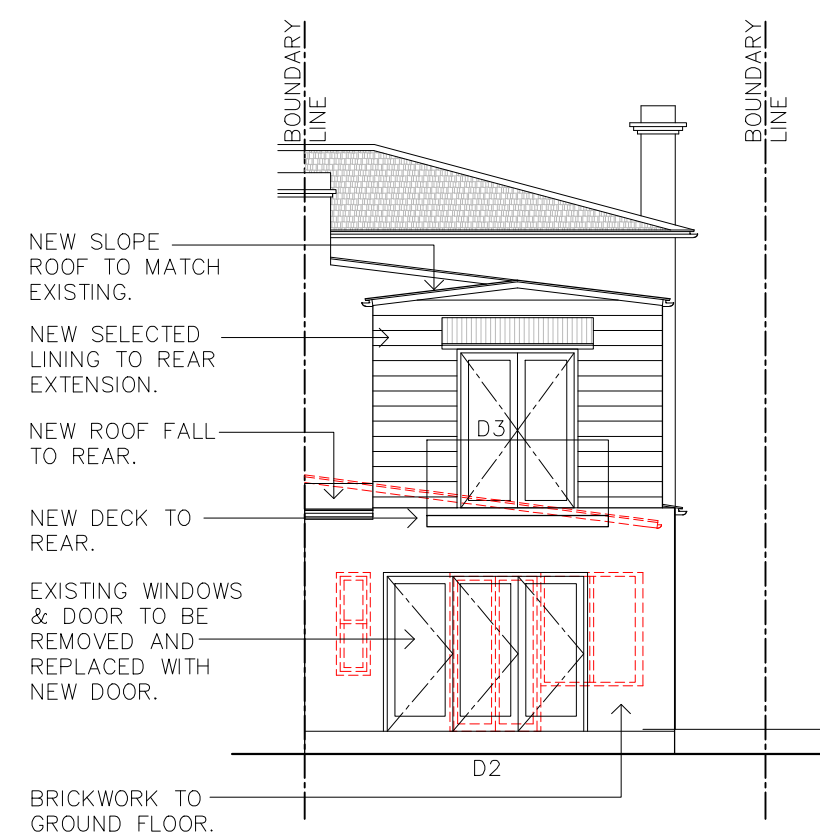 BOUNDARY
LINE
BOUNDARY
LINE
NEW SLOPE
ROOF TO MATCH
EXISTING.
NEW SELECTED
LINING TO REAR
EXTENSION.
D3
NEW ROOF FALL
TO REAR.
NEW DECK TO
REAR.
EXISTING WINDOWS
& DOOR TO BE
REMOVED AND
REPLACED WITH
NEW DOOR.
D2
BRICKWORK TO
GROUND FLOOR.